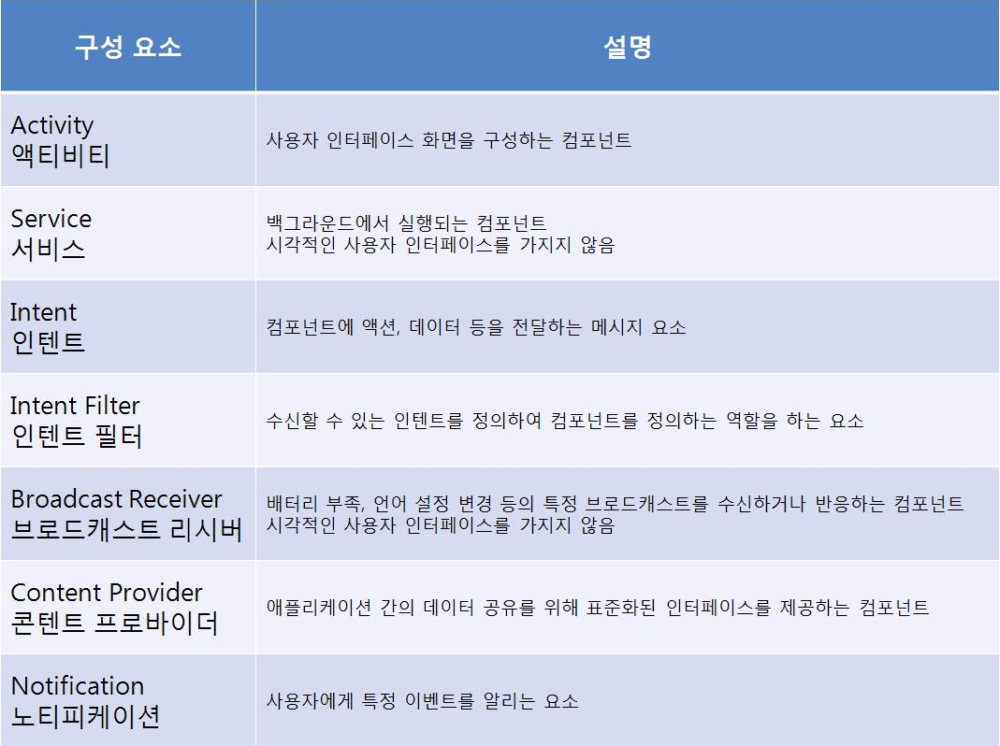 구성 요소
설명
Activity
액티비티
사용자 인터페이스 화면을 구성하는 컴포넌트
Service
서비스
백그라운드에서 실행되는 컴포넌트
시각적인 사용자 인터페이스를 가지지 않음
Intent
인텐트
컴포넌트에 액션, 데이터 등을 전달하는 메시지 요소
Intent Filter
인텐트 필터
수신할 수 있는 인텐트를 정의하여 컴포넌트를 정의하는 역할을 하는 요소
Broadcast Receiver
브로드캐스트 리시버
배터리 부족, 언어 설정 변경 등의 특정 브로드캐스트를 수신하거나 반응하는 컴포넌트
시각적인 사용자 인터페이스를 가지지 않음
Content Provider
콘텐트 프로바이더
애플리케이션 간의 데이터 공유를 위해 표준화된 인터페이스를 제공하는 컴포넌트
Notification
노티피케이션
사용자에게 특정 이벤트를 알리는 요소